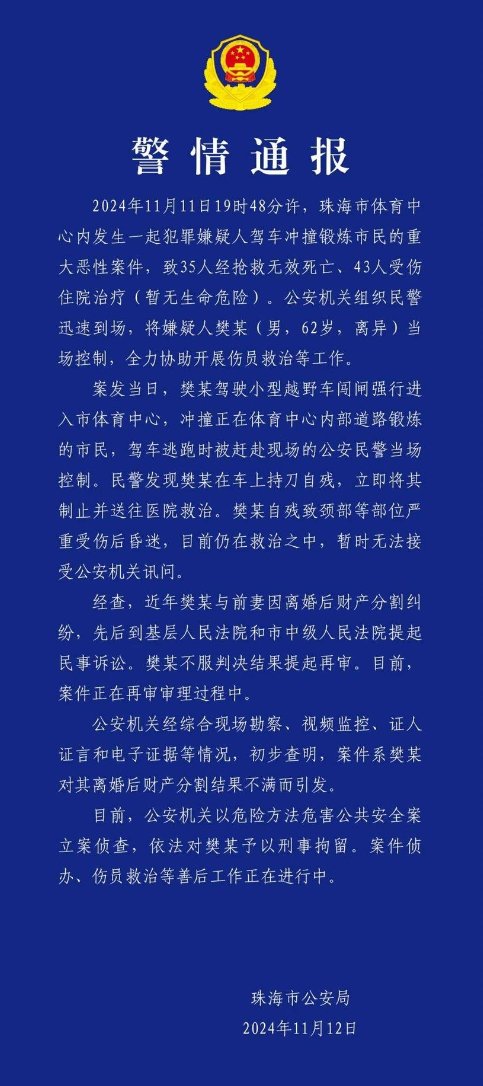 警情通报
2024年11月11日19时48分许，珠海市体育中
心内发生一起犯罪嫌疑人驾车冲撞锻炼市民的重
大恶性案件，致35人经抢救无效死亡、43人受伤
住院治疗（暂无生命危险）。公安机关组织民警
迅速到场，将嫌疑人樊某（男，62岁，离异）当
场控制，全力协助开展伤员救治等工作。
案发当日，樊某驾驶小型越野车闯闸强行进
入市体育中心，冲撞正在体育中心内部道路锻炼
的市民，驾车逃跑时被赶赴现场的公安民警当场
控制。民警发现樊某在车上持刀自残，立即将其
制止并送往医院救治。樊某自残致颈部等部位严
重受伤后昏迷，目前仍在救治之中，暂时无法接
受公安机关讯问。
经查，近年樊某与前妻因离婚后财产分割纠
纷，先后到基层人民法院和市中级人民法院提起
民事诉讼。樊某不服判决结果提起再审。目前，
案件正在再审审理过程中。
公安机关经综合现场勘察、视频监控、证人
证言和电子证据等情况，初步查明，案件系樊某
对其离婚后财产分割结果不满而引发。
目前，公安机关以危险方法危害公共安全案
立案侦查，依法对樊某予以刑事拘留。案件侦
办、伤员救治等善后工作正在进行中。
珠海市公安局
2024年11月12日